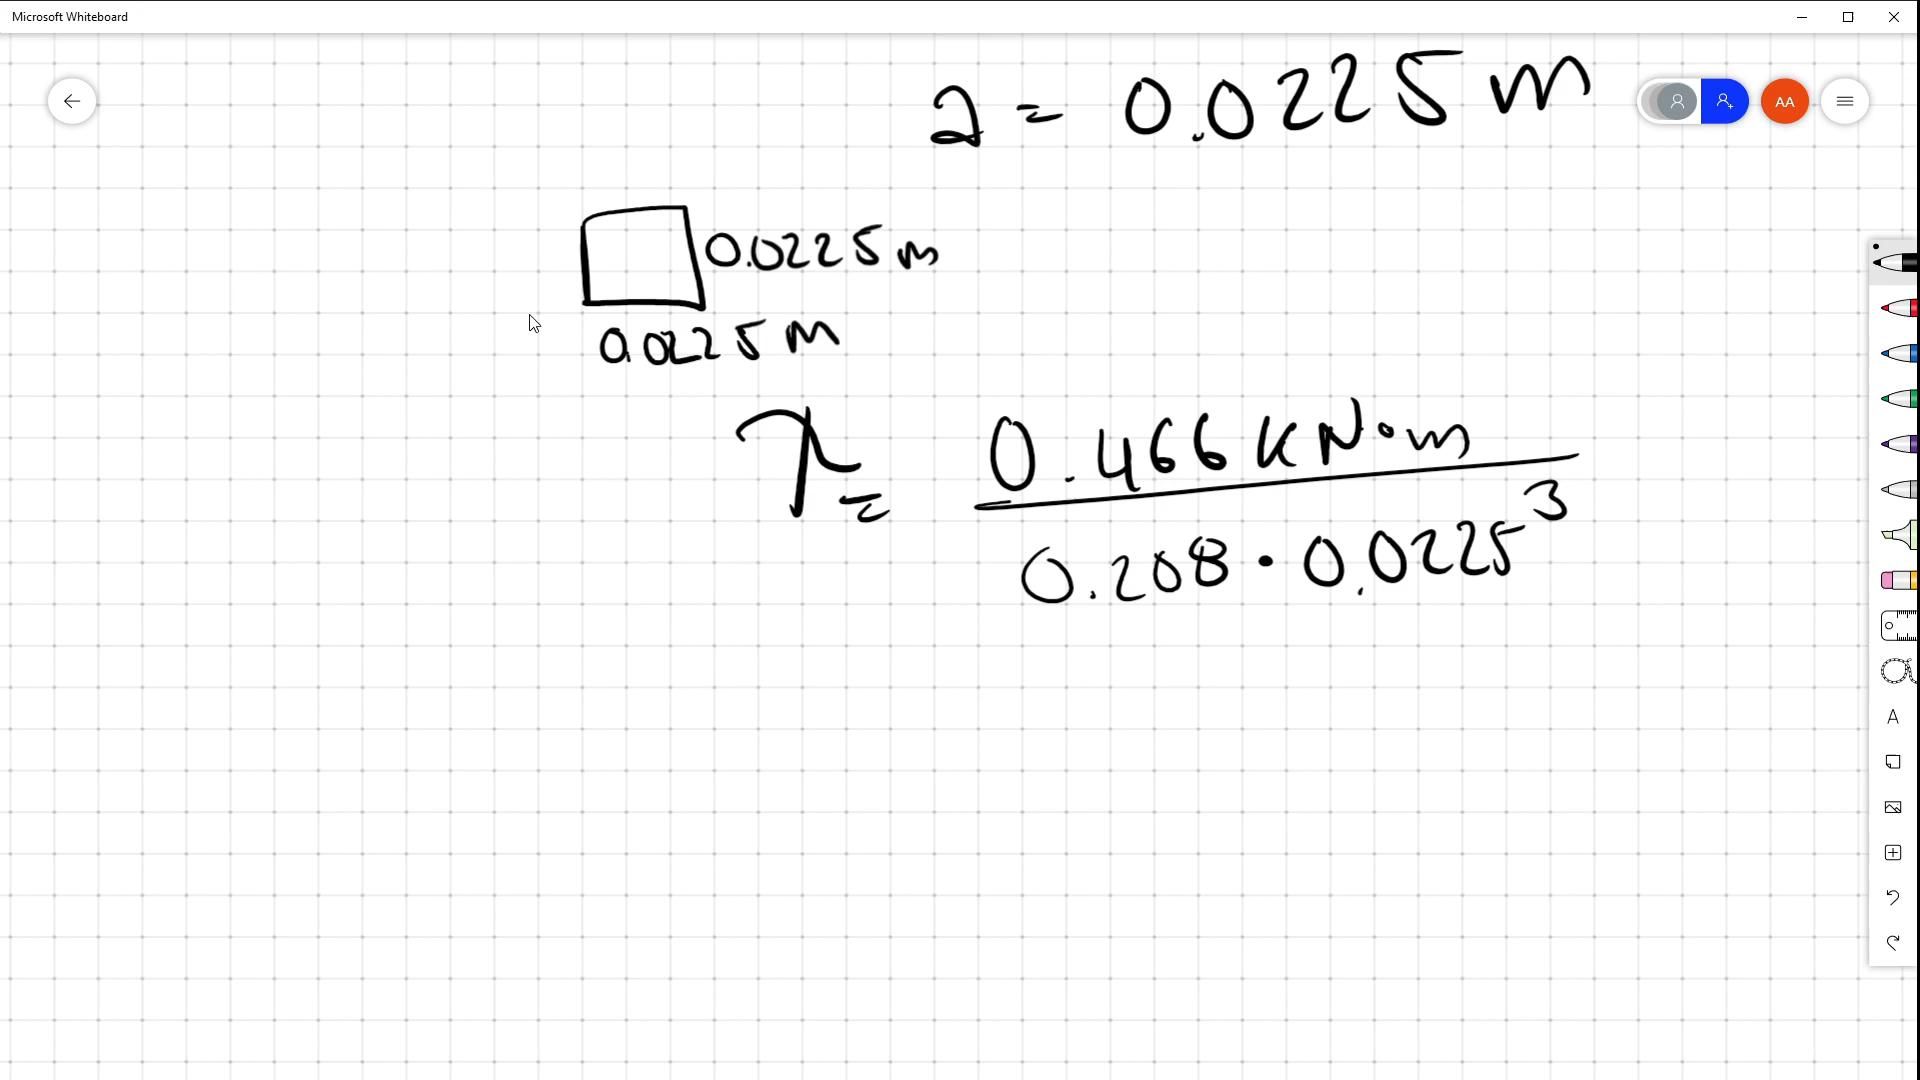 Microsoft Whiteboard
a = 0.0225 m
AA
0.0225 m
0.0225 m
τ = 0.466 kN·m
0.208 · 0.0225³
A